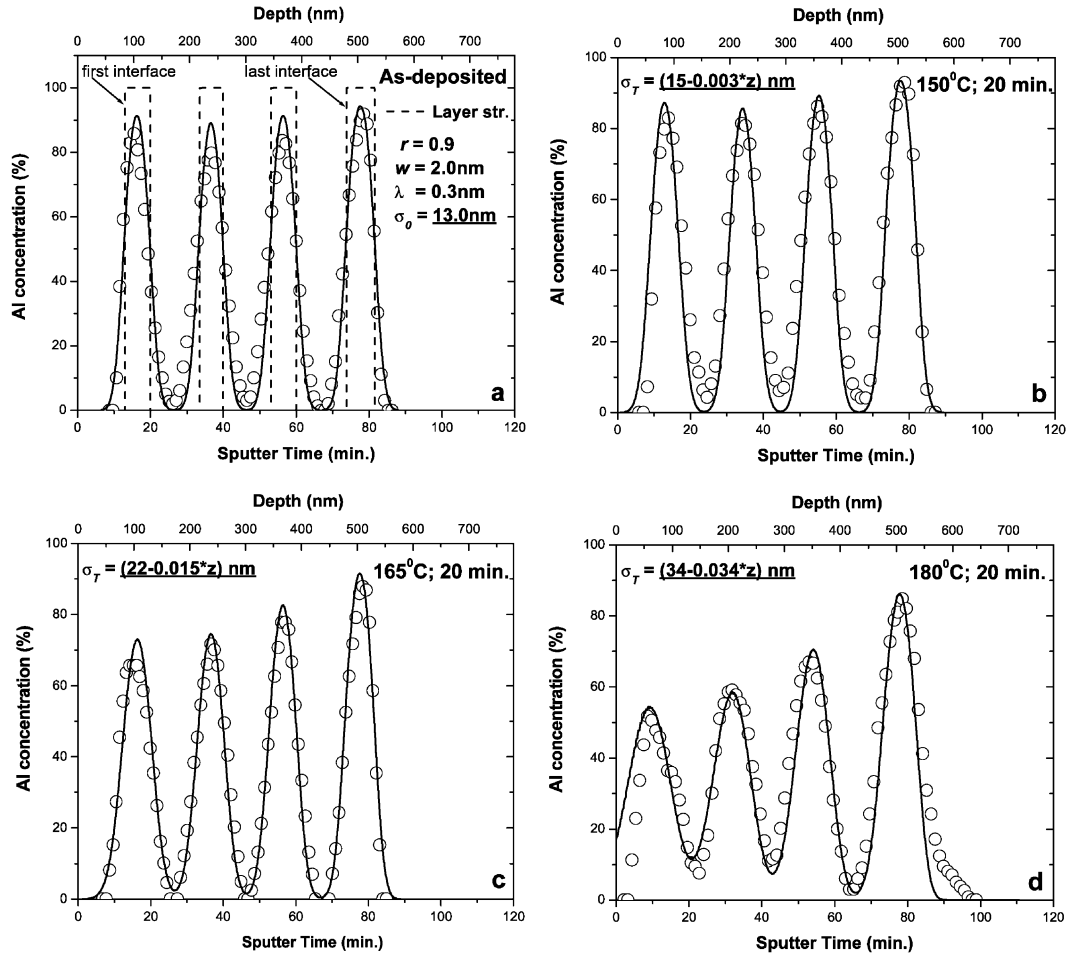 Depth (nm)
0 100 200 300 400 500 600 700
first interface
last interface
As-deposited
Layer str.
r = 0.9
w = 2.0nm
λ = 0.3nm
σ₀ = 13.0nm
Al concentration (%)
100
80
60
40
20
0
a
0 20 40 60 80 100 120
Sputter Time (min.)
Depth (nm)
0 100 200 300 400 500 600 700
σT = (15-0.003*z) nm
150⁰C; 20 min.
Al concentration (%)
100
80
60
40
20
0
b
0 20 40 60 80 100 120
Sputter Time (min.)
Depth (nm)
0 100 200 300 400 500 600 700
σT = (22-0.015*z) nm
165⁰C; 20 min.
Al concentration (%)
100
80
60
40
20
0
c
0 20 40 60 80 100 120
Sputter Time (min.)
Depth (nm)
0 100 200 300 400 500 600 700
σT = (34-0.034*z) nm
180⁰C; 20 min.
Al concentration (%)
100
80
60
40
20
0
d
0 20 40 60 80 100 120
Sputter Time (min.)